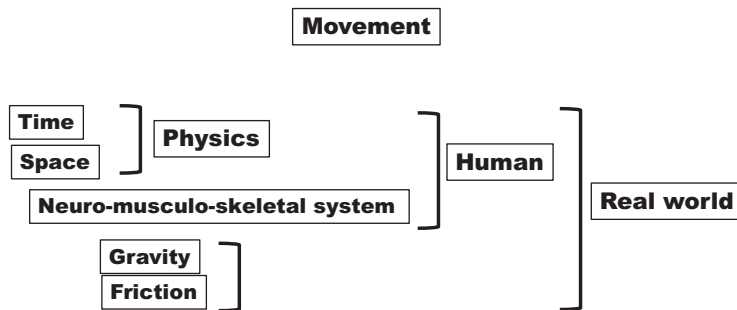 Movement
Time
Space
Physics
Neuro-musculo-skeletal system
Human
Gravity
Friction
Real world